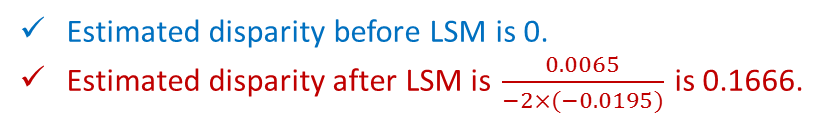 ✓ Estimated disparity before LSM is 0.
✓ Estimated disparity after LSM is 0.0065/−2×(−0.0195) is 0.1666.